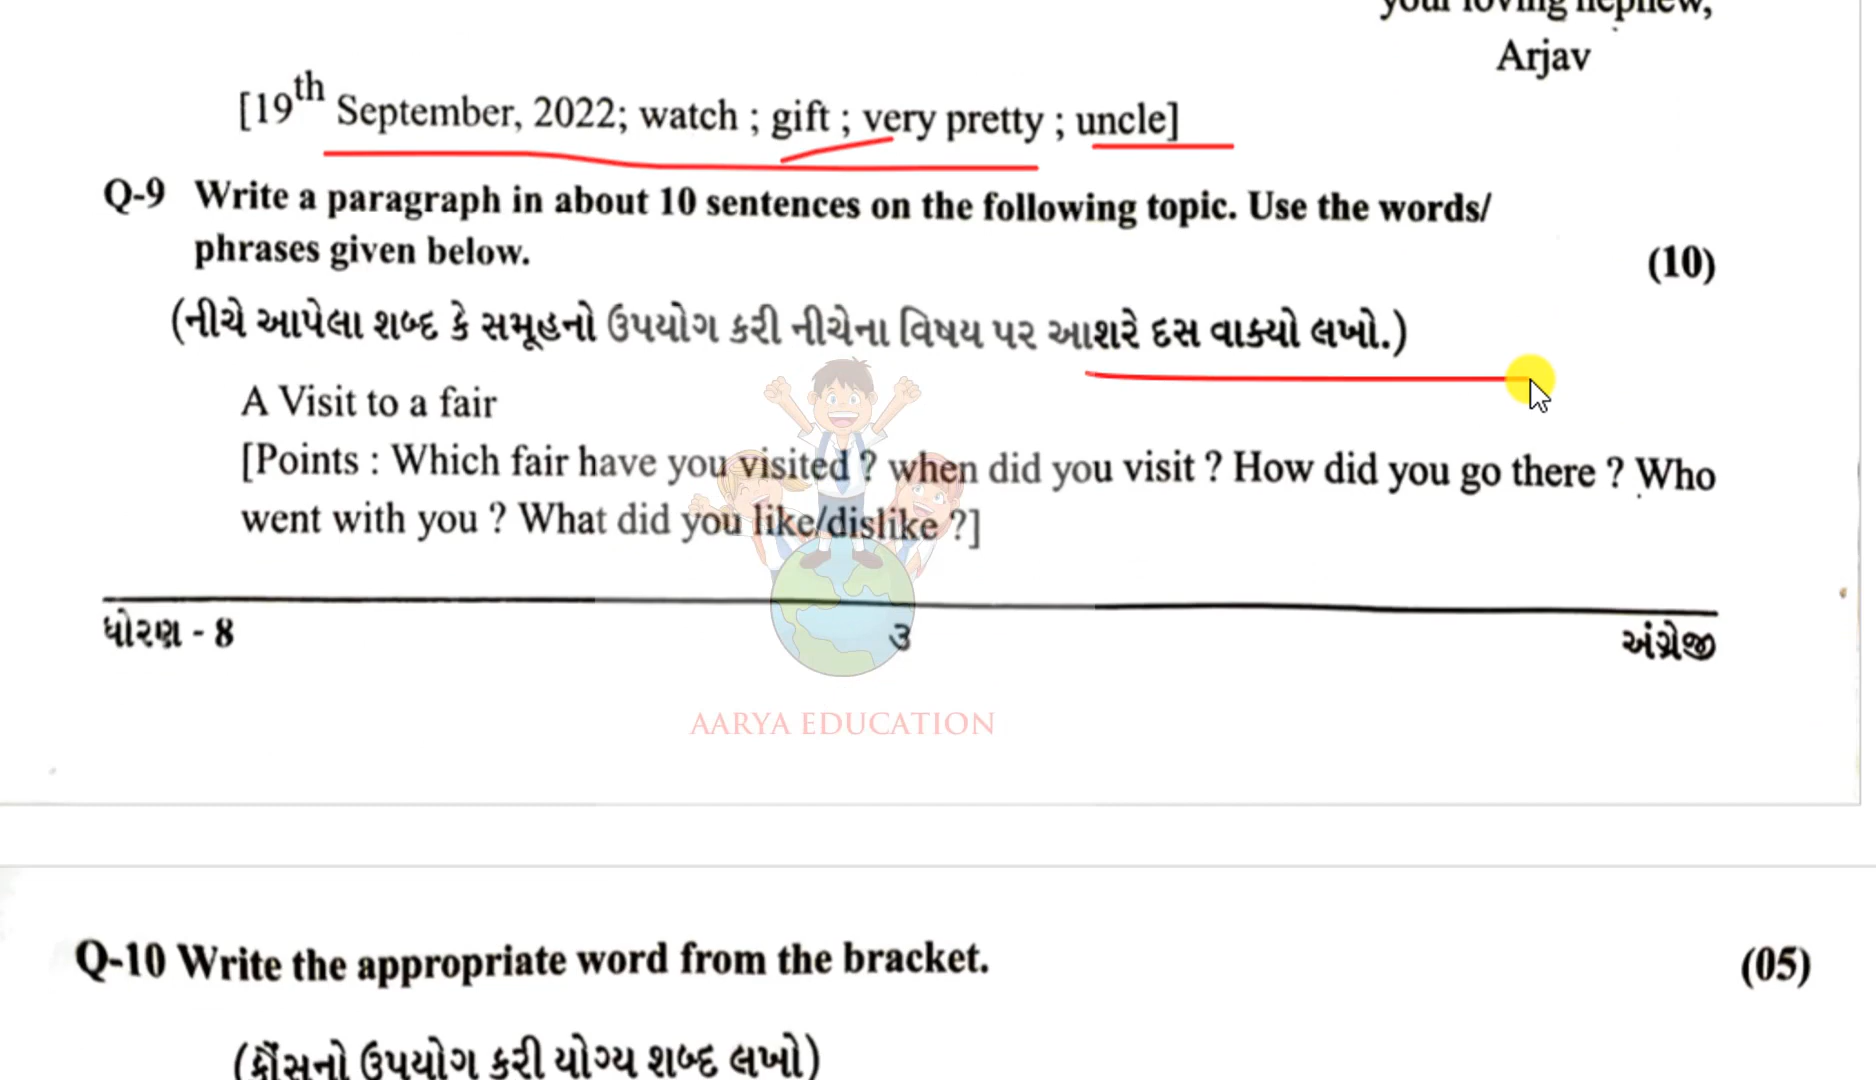 your loving nephew,
Arjav
[19th September, 2022; watch ; gift ; very pretty ; uncle]
Q-9 Write a paragraph in about 10 sentences on the following topic. Use the words/
phrases given below. (10)
(નીચે આપેલા શબ્દ કે સમૂહનો ઉપયોગ કરી નીચેના વિષય પર આશરે દસ વાક્યો લખો.)
A Visit to a fair
[Points : Which fair have you visited ? when did you visit ? How did you go there ? Who
went with you ? What did you like/dislike ?]
ધોરણ - 8 ૩ અંગ્રેજી
AARYA EDUCATION
Q-10 Write the appropriate word from the bracket. (05)
(કૌંસનો ઉપયોગ કરી યોગ્ય શબ્દ લખો)